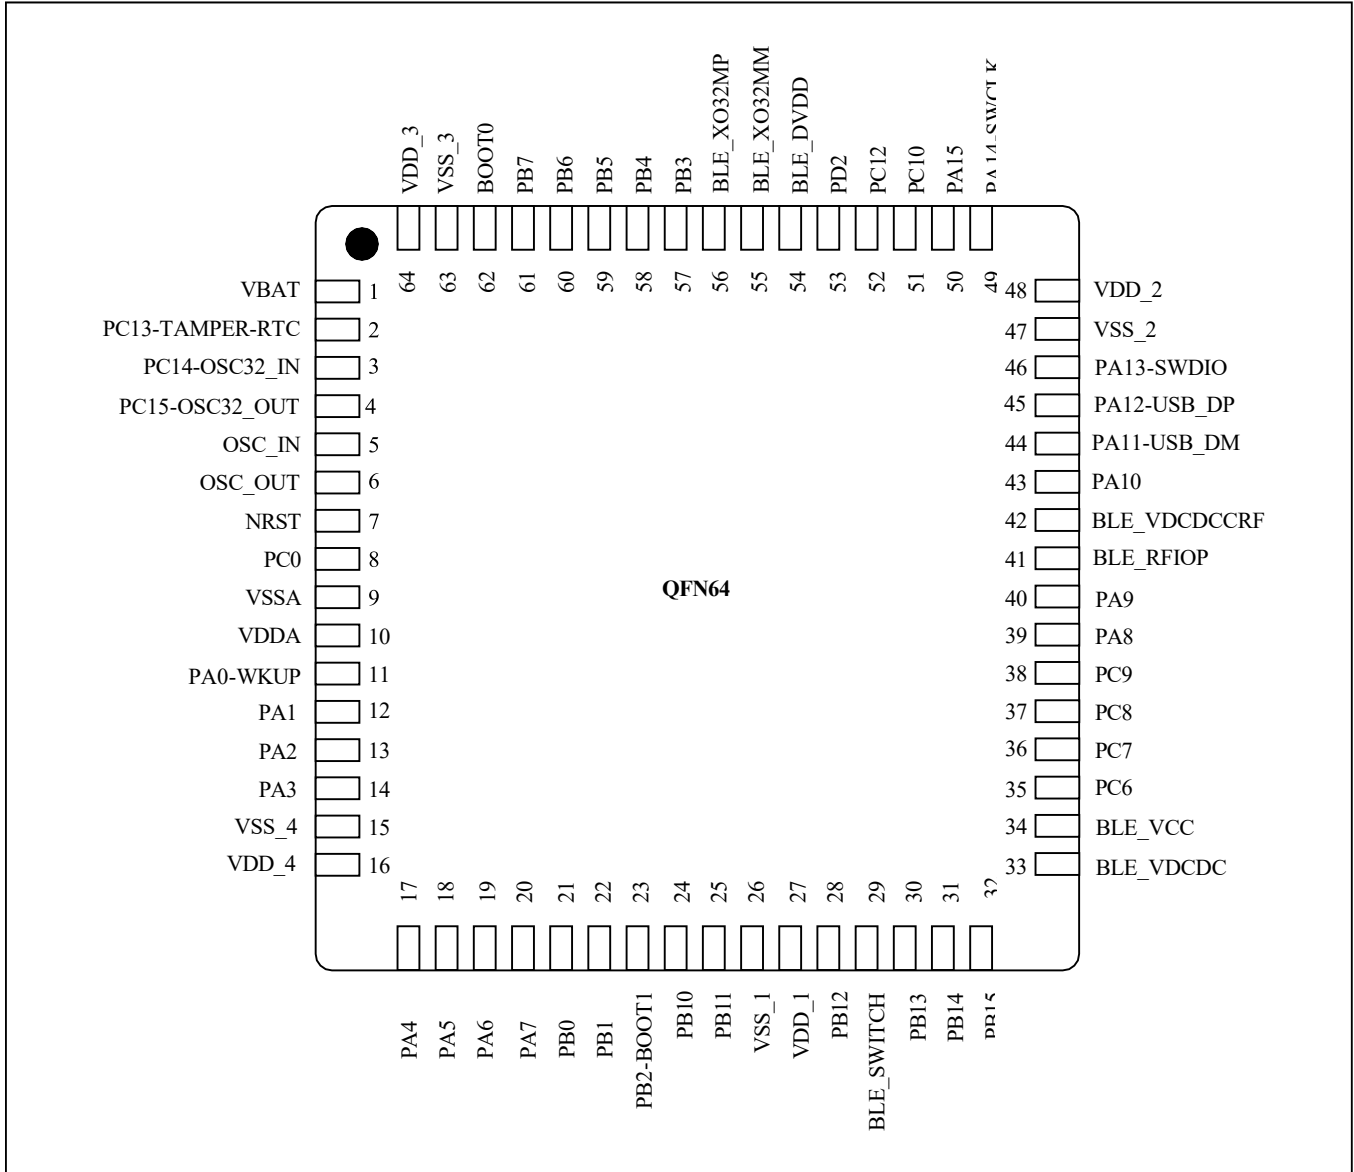 VDD_3
VSS_3
BOOT0
PB7
PB6
PB5
PB4
PB3
BLE_XO32MP
BLE_XO32MM
BLE_DVDD
PD2
PC12
PC10
PA15
PA14-SWCLK
64
63
62
61
60
59
58
57
56
55
54
53
52
51
50
49
VBAT 1
PC13-TAMPER-RTC 2
PC14-OSC32_IN 3
PC15-OSC32_OUT 4
OSC_IN 5
OSC_OUT 6
NRST 7
PC0 8
VSSA 9
VDDA 10
PA0-WKUP 11
PA1 12
PA2 13
PA3 14
VSS_4 15
VDD_4 16
QFN64
48 VDD_2
47 VSS_2
46 PA13-SWDIO
45 PA12-USB_DP
44 PA11-USB_DM
43 PA10
42 BLE_VDCDCCRF
41 BLE_RFIOP
40 PA9
39 PA8
38 PC9
37 PC8
36 PC7
35 PC6
34 BLE_VCC
33 BLE_VDCDC
17
18
19
20
21
22
23
24
25
26
27
28
29
30
31
32
PA4
PA5
PA6
PA7
PB0
PB1
PB2-BOOT1
PB10
PB11
VSS_1
VDD_1
PB12
BLE_SWITCH
PB13
PB14
PB15